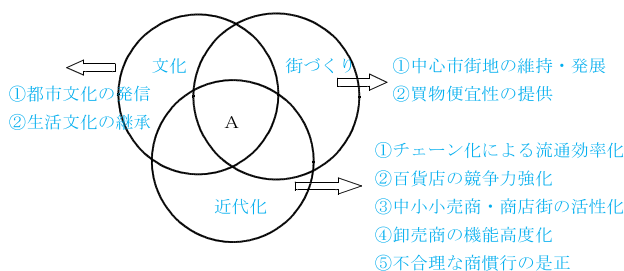 文化
街づくり
①都市文化の発信
②生活文化の継承
①中心市街地の維持・発展
②買物便宜性の提供
A
近代化
①チェーン化による流通効率化
②百貨店の競争力強化
③中小小売商・商店街の活性化
④卸売商の機能高度化
⑤不合理な商慣行の是正